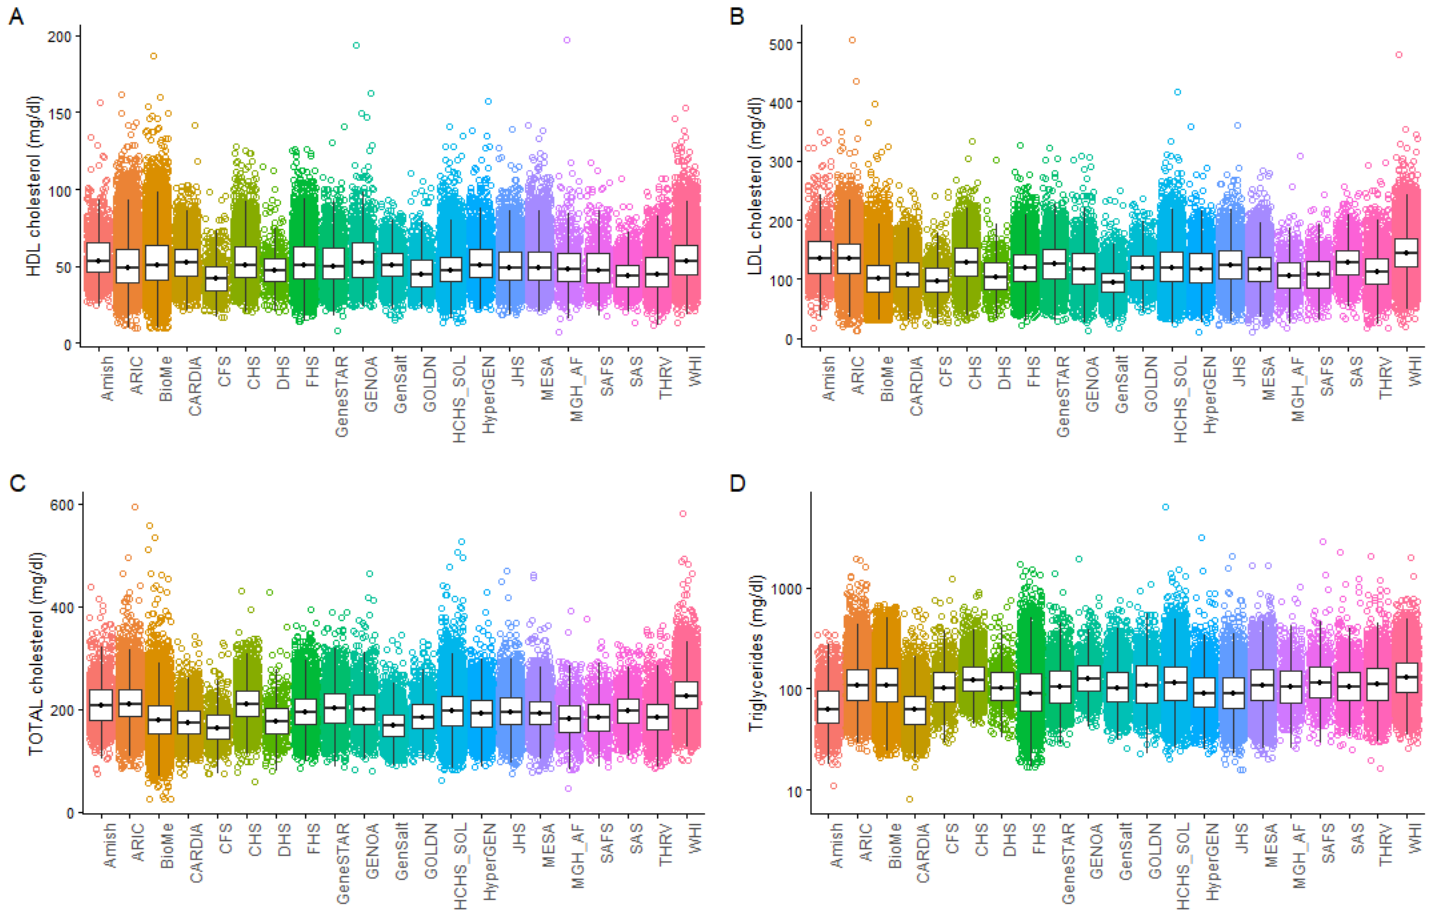 A
HDL cholesterol (mg/dl)
200
150
100
50
0
Amish
ARIC
BioMe
CARDIA
CFS
CHS
DHS
FHS
GeneSTAR
GENOA
GenSalt
GOLDN
HCHS_SOL
HyperGEN
JHS
MESA
MGH_AF
SAFS
SAS
THRV
WHI
B
LDL cholesterol (mg/dl)
500
400
300
200
100
0
Amish
ARIC
BioMe
CARDIA
CFS
CHS
DHS
FHS
GeneSTAR
GENOA
GenSalt
GOLDN
HCHS_SOL
HyperGEN
JHS
MESA
MGH_AF
SAFS
SAS
THRV
WHI
C
TOTAL cholesterol (mg/dl)
600
400
200
0
Amish
ARIC
BioMe
CARDIA
CFS
CHS
DHS
FHS
GeneSTAR
GENOA
GenSalt
GOLDN
HCHS_SOL
HyperGEN
JHS
MESA
MGH_AF
SAFS
SAS
THRV
WHI
D
Triglycerides (mg/dl)
1000
100
10
Amish
ARIC
BioMe
CARDIA
CFS
CHS
DHS
FHS
GeneSTAR
GENOA
GenSalt
GOLDN
HCHS_SOL
HyperGEN
JHS
MESA
MGH_AF
SAFS
SAS
THRV
WHI